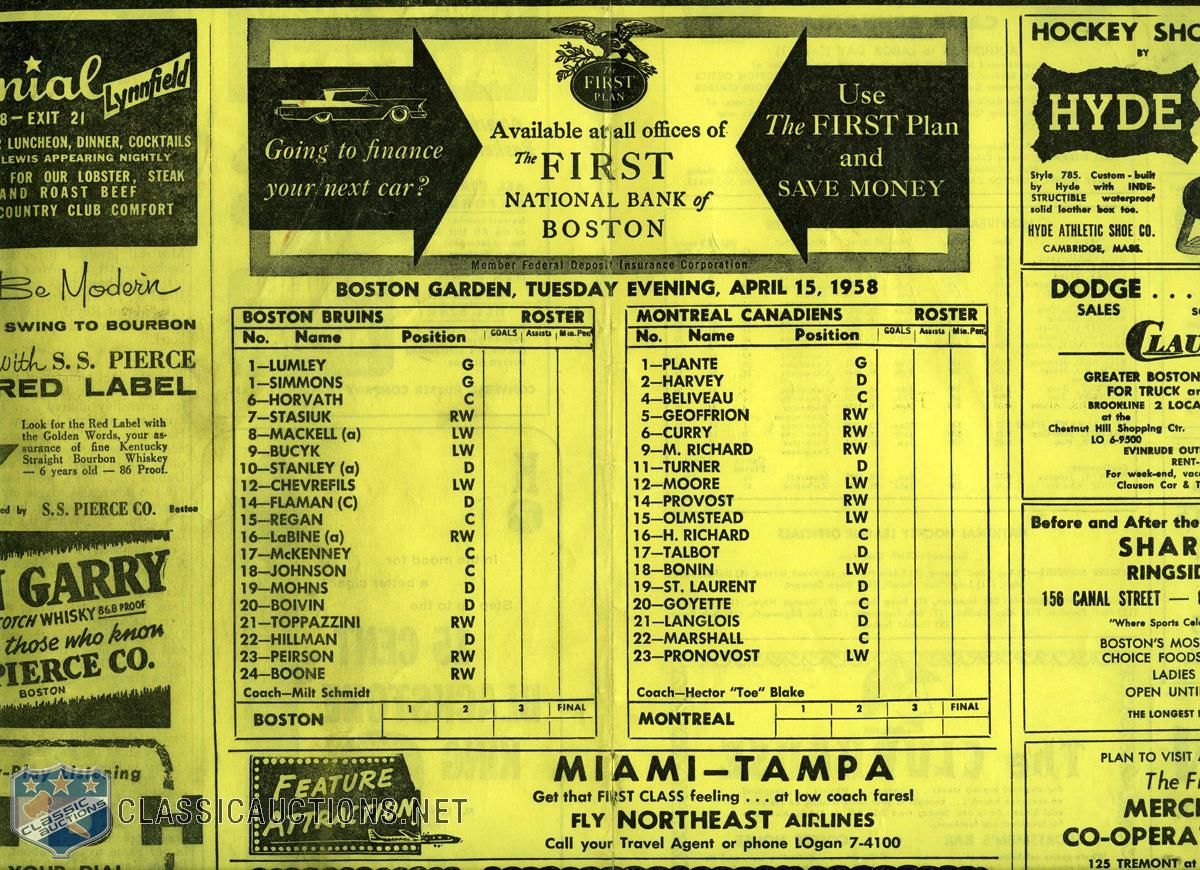 nial Lynnfield
8—EXIT 21
LUNCHEON, DINNER, COCKTAILS
LEWIS APPEARING NIGHTLY
FOR OUR LOBSTER, STEAK
AND ROAST BEEF
COUNTRY CLUB COMFORT
Be Modern
SWING TO BOURBON
with S. S. PIERCE
RED LABEL
Look for the Red Label with
the Golden Words, your as-
surance of fine Kentucky
Straight Bourbon Whiskey
— 6 years old — 86 Proof.
ed by S.S. PIERCE CO. Boston
N GARRY
SCOTCH WHISKY 86.8 PROOF
those who know
PIERCE CO.
BOSTON
Going to finance
your next car?
The
FIRST
PLAN
Available at all offices of
The FIRST
NATIONAL BANK of
BOSTON
Use
The FIRST Plan
and
SAVE MONEY
Member Federal Deposit Insurance Corporation
BOSTON GARDEN, TUESDAY EVENING, APRIL 15, 1958
BOSTON BRUINS ROSTER
No. Name Position GOALS Assists Min.Pen
1—LUMLEY G
1—SIMMONS G
6—HORVATH C
7—STASIUK RW
8—MACKELL (a) LW
9—BUCYK LW
10—STANLEY (a) D
12—CHEVREFILS LW
14—FLAMAN (C) D
15—REGAN C
16—LaBINE (a) RW
17—McKENNEY C
18—JOHNSON C
19—MOHNS D
20—BOIVIN D
21—TOPPAZZINI RW
22—HILLMAN D
23—PEIRSON RW
24—BOONE RW
Coach—Milt Schmidt
BOSTON 1 2 3 FINAL
MONTREAL CANADIENS ROSTER
No. Name Position GOALS Assists Min.Pen
1—PLANTE G
2—HARVEY D
4—BELIVEAU C
5—GEOFFRION RW
6—CURRY RW
9—M. RICHARD RW
11—TURNER D
12—MOORE LW
14—PROVOST RW
15—OLMSTEAD LW
16—H. RICHARD C
17—TALBOT D
18—BONIN LW
19—ST. LAURENT D
20—GOYETTE C
21—LANGLOIS D
22—MARSHALL C
23—PRONOVOST LW
Coach—Hector "Toe" Blake
MONTREAL 1 2 3 FINAL
FEATURE
ATTRACTION
MIAMI—TAMPA
Get that FIRST CLASS feeling . . . at low coach fares!
FLY NORTHEAST AIRLINES
Call your Travel Agent or phone LOgan 7-4100
HOCKEY SHO
BY
HYDE
Style 785. Custom-built
by Hyde with INDE-
STRUCTIBLE waterproof
solid leather box toe.
HYDE ATHLETIC SHOE CO.
CAMBRIDGE, MASS.
DODGE . . .
SALES
CLAU
GREATER BOSTON
FOR TRUCK an
BROOKLINE 2 LOCA
at the
Chestnut Hill Shopping Ctr.
LO 6-9500
EVINRUDE OUT
RENT-
For week-end, vaca
Clauson Car & T
Before and After the
SHAR
RINGSID
156 CANAL STREET —
"Where Sports Cele
BOSTON'S MOS
CHOICE FOODS
LADIES
OPEN UNTI
THE LONGEST
PLAN TO VISIT
The Fi
MERC
CO-OPERA
125 TREMONT at
-Play Listening
YOUR DIAL
CLASSIC
AUCTIONS
CLASSICAUCTIONS.NET